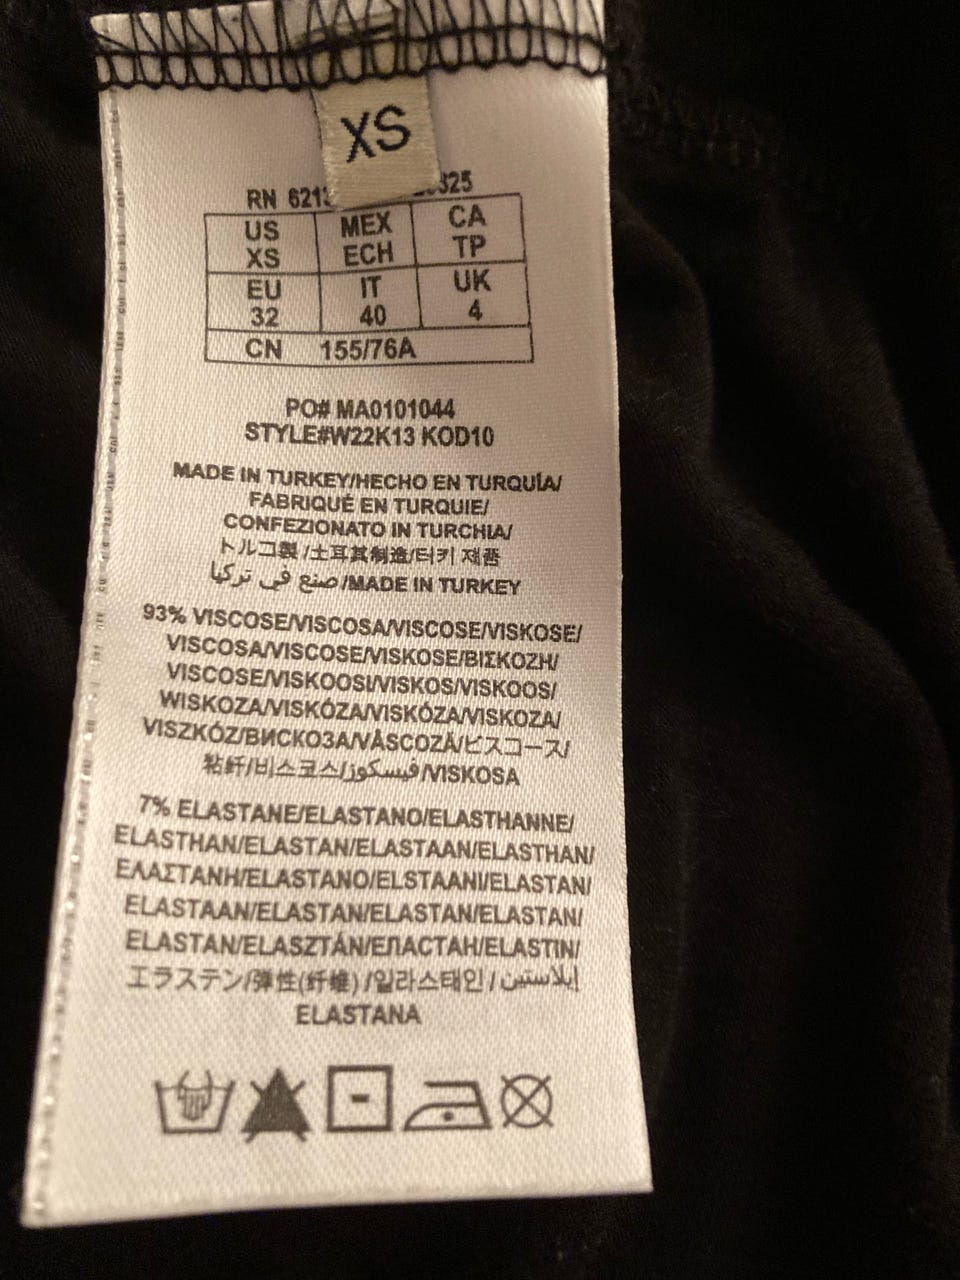 XS
RN 621
US MEX CA
XS ECH TP
EU IT UK
32 40 4
CN 155/76A
PO# MA0101044
STYLE#W22K13 KOD10
MADE IN TURKEY/HECHO EN TURQUÍA/
FABRIQUÉ EN TURQUIE/
CONFEZIONATO IN TURCHIA/
トルコ製/土耳其制造/터키 제품
صنع في تركيا/MADE IN TURKEY
93% VISCOSE/VISCOSA/VISCOSE/VISKOSE/
VISCOSA/VISCOSE/VISKOSE/ΒΙΣΚΟΖΗ/
VISCOSE/VISKOOSI/VISKOS/VISKOOS/
WISKOZA/VISKÓZA/VISKÓZA/VISKOZA/
VISZKÓZ/ВИСКОЗА/VÂSCOZĂ/ビスコース/
粘纤/비스코스/فيسكوز/VISKOSA
7% ELASTANE/ELASTANO/ELASTHANNE/
ELASTHAN/ELASTAN/ELASTAAN/ELASTHAN/
ΕΛΑΣΤΑΝΗ/ELASTANO/ELSTAANI/ELASTAN/
ELASTAAN/ELASTAN/ELASTAN/ELASTAN/
ELASTAN/ELASZTÁN/ЕЛАСТАН/ELASTIN/
エラステン/弹性(纤维)/일라스태인/إيلاستين/
ELASTANA